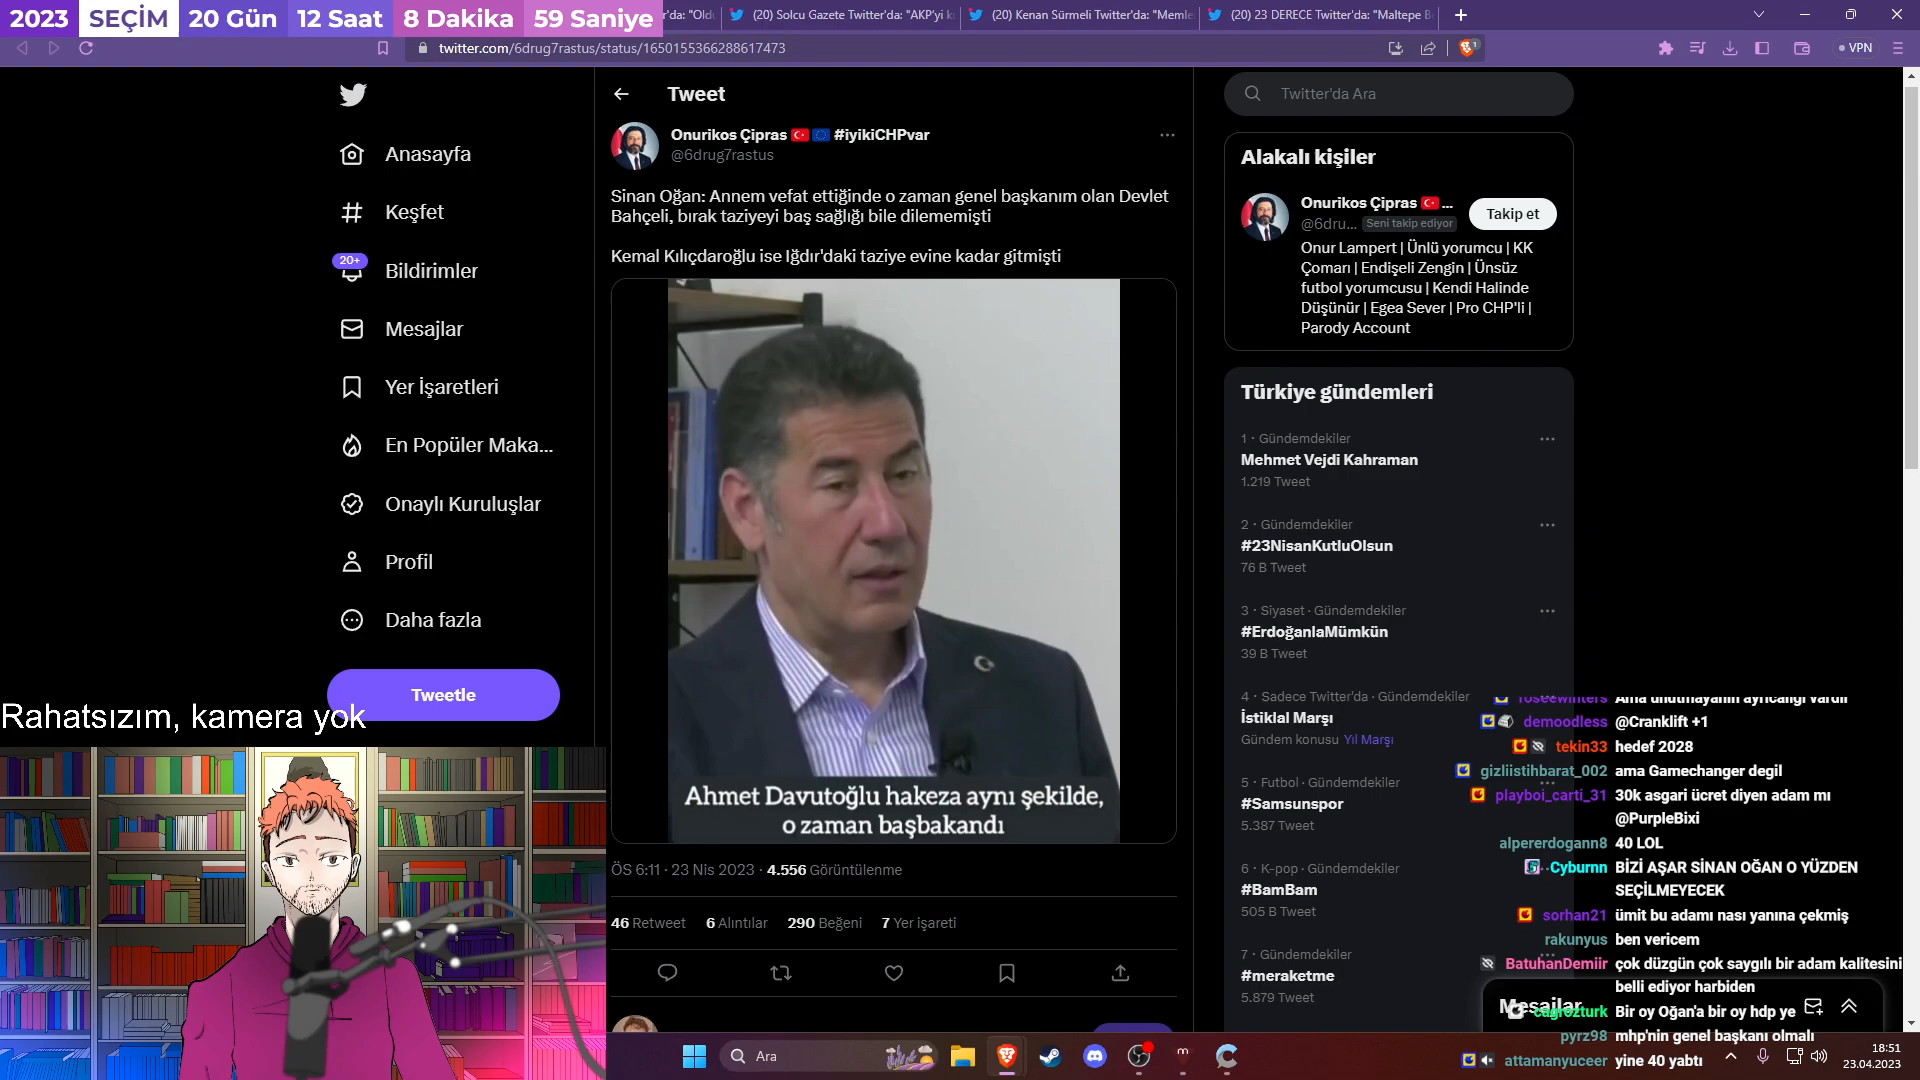 2023 SEÇİM 20 Gün 12 Saat 8 Dakika 59 Saniye
(20) Solcu Gazete Twitter'da: "AKP'yi
(20) Kenan Sürmeli Twitter'da: "Memle
(20) 23 DERECE Twitter'da: "Maltepe B
twitter.com/6drug7rastus/status/1650155366288617473
VPN
Anasayfa
Keşfet
20+
Bildirimler
Mesajlar
Yer İşaretleri
En Popüler Maka...
Onaylı Kuruluşlar
Profil
Daha fazla
Tweetle
Rahatsızım, kamera yok
Tweet
Onurikos Çipras #iyikiCHPvar
@6drug7rastus
Sinan Oğan: Annem vefat ettiğinde o zaman genel başkanım olan Devlet
Bahçeli, bırak taziyeyi baş sağlığı bile dilememişti
Kemal Kılıçdaroğlu ise Iğdır'daki taziye evine kadar gitmişti
Ahmet Davutoğlu hakeza aynı şekilde,
o zaman başbakandı
ÖS 6:11 · 23 Nis 2023 · 4.556 Görüntülenme
46 Retweet 6 Alıntılar 290 Beğeni 7 Yer işareti
Twitter'da Ara
Alakalı kişiler
Onurikos Çipras ...
@6dru... Seni takip ediyor
Takip et
Onur Lampert | Ünlü yorumcu | KK
Çomarı | Endişeli Zengin | Ünsüz
futbol yorumcusu | Kendi Halinde
Düşünür | Egea Sever | Pro CHP'li |
Parody Account
Türkiye gündemleri
1 · Gündemdekiler
Mehmet Vejdi Kahraman
1.219 Tweet
2 · Gündemdekiler
#23NisanKutluOlsun
76 B Tweet
3 · Siyaset · Gündemdekiler
#ErdoğanlaMümkün
39 B Tweet
4 · Sadece Twitter'da · Gündemdekiler
İstiklal Marşı
Gündem konusu Yıl Marşı
5 · Futbol · Gündemdekiler
#Samsunspor
5.387 Tweet
6 · K-pop · Gündemdekiler
#BamBam
505 B Tweet
7 · Gündemdekiler
#meraketme
5.879 Tweet
Mesajlar
roseewinters Ama unutmayanın ayrıcalığı vardır
demoodless @Cranklift +1
tekin33 hedef 2028
gizliistihbarat_002 ama Gamechanger degil
playboi_carti_31 30k asgari ücret diyen adam mı
@PurpleBixi
alpererdogann8 40 LOL
Cyburnn BİZİ AŞAR SİNAN OĞAN O YÜZDEN
SEÇİLMEYECEK
sorhan21 ümit bu adamı nası yanına çekmiş
rakunyus ben vericem
BatuhanDemiir çok düzgün çok saygılı bir adam kalitesini
belli ediyor harbiden
cagrozturk Bir oy Oğan'a bir oy hdp ye
pyrz98 mhp'nin genel başkanı olmalı
attamanyuceer yine 40 yabtı
Ara
18:51
23.04.2023